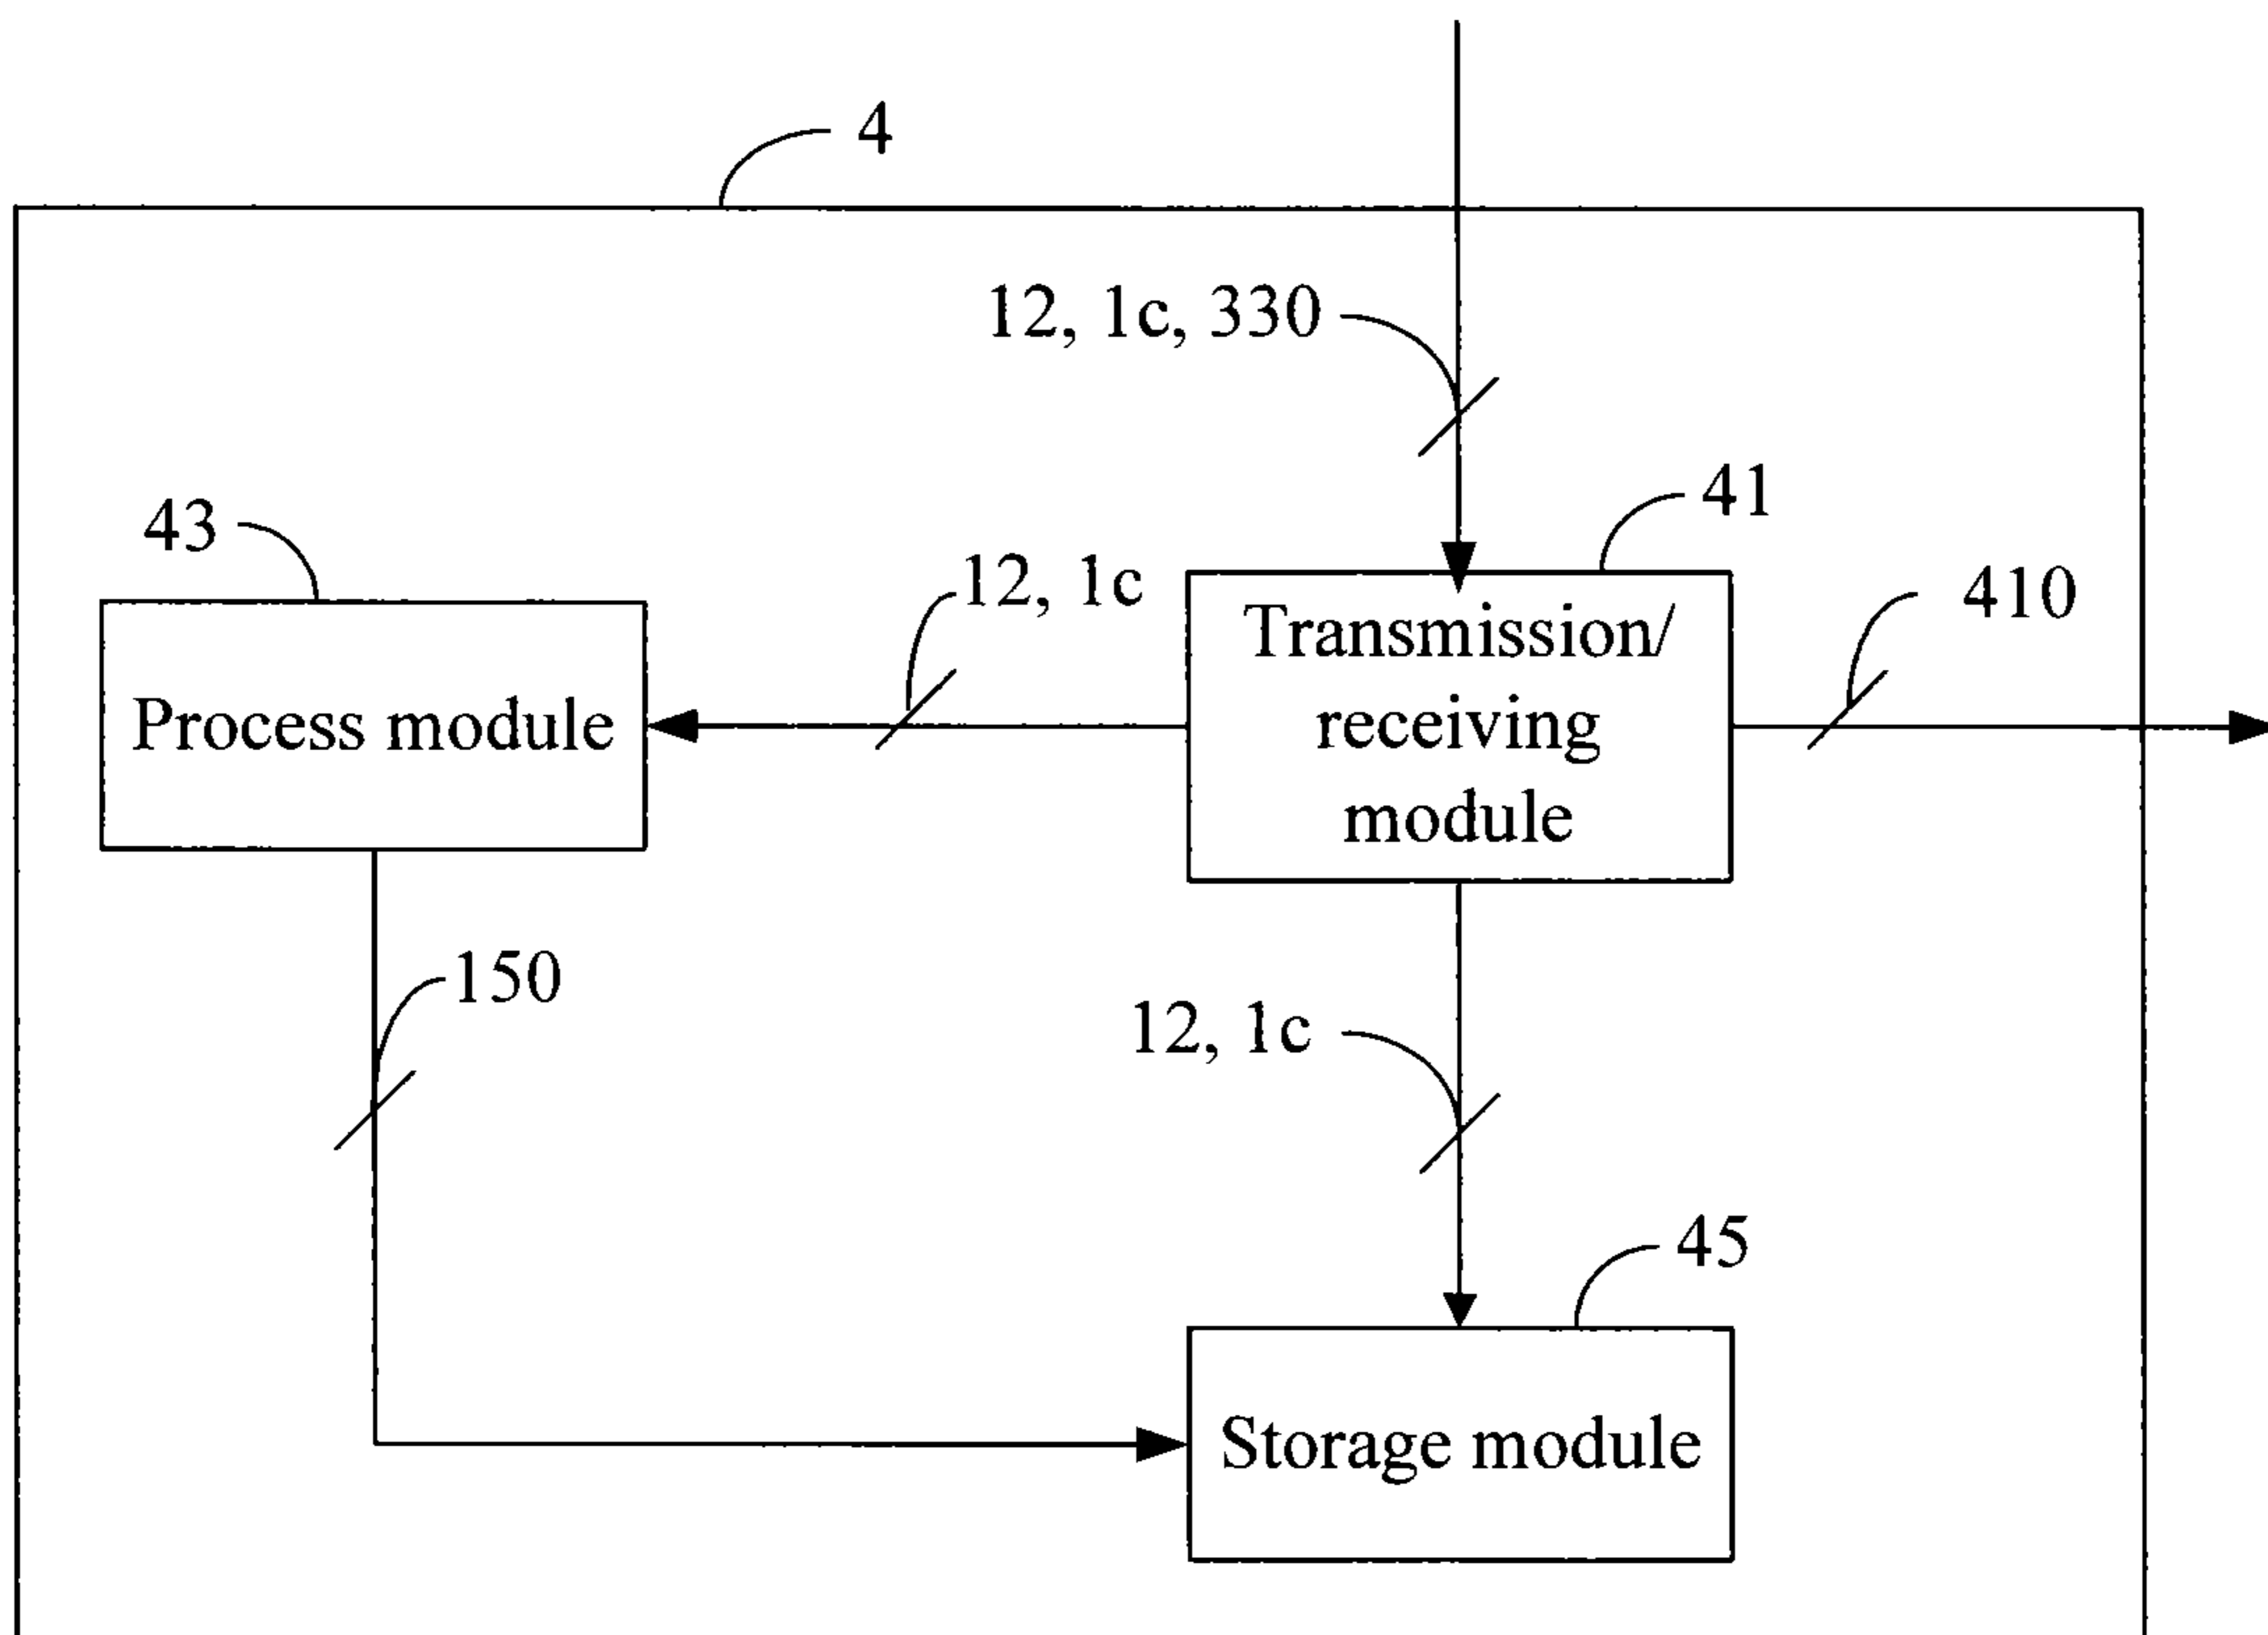 4
12, 1c, 330
41
43
12, 1c
410
Transmission/
receiving
module
Process module
150
12, 1c
45
Storage module